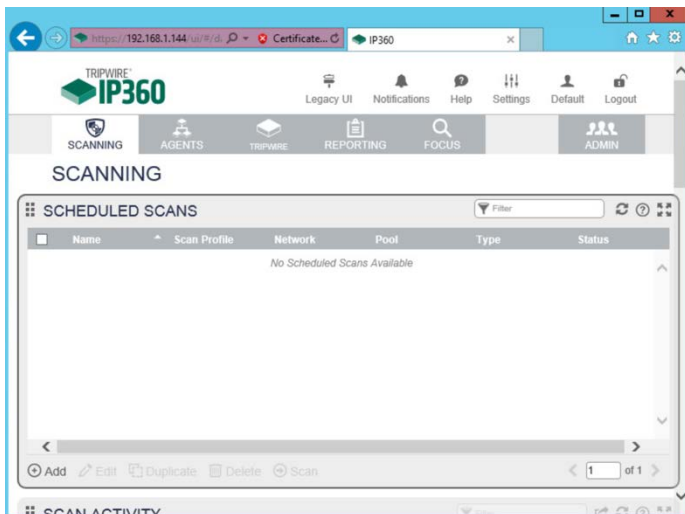 https://192.168.1.144/ui/#/d
Certificate...
IP360
TRIPWIRE
IP360
Legacy UI
Notifications
Help
Settings
Default
Logout
SCANNING
AGENTS
TRIPWIRE
REPORTING
FOCUS
ADMIN
SCANNING
SCHEDULED SCANS
Filter
Name
Scan Profile
Network
Pool
Type
Status
No Scheduled Scans Available
Add
Edit
Duplicate
Delete
Scan
1 of 1
SCAN ACTIVITY
Filter